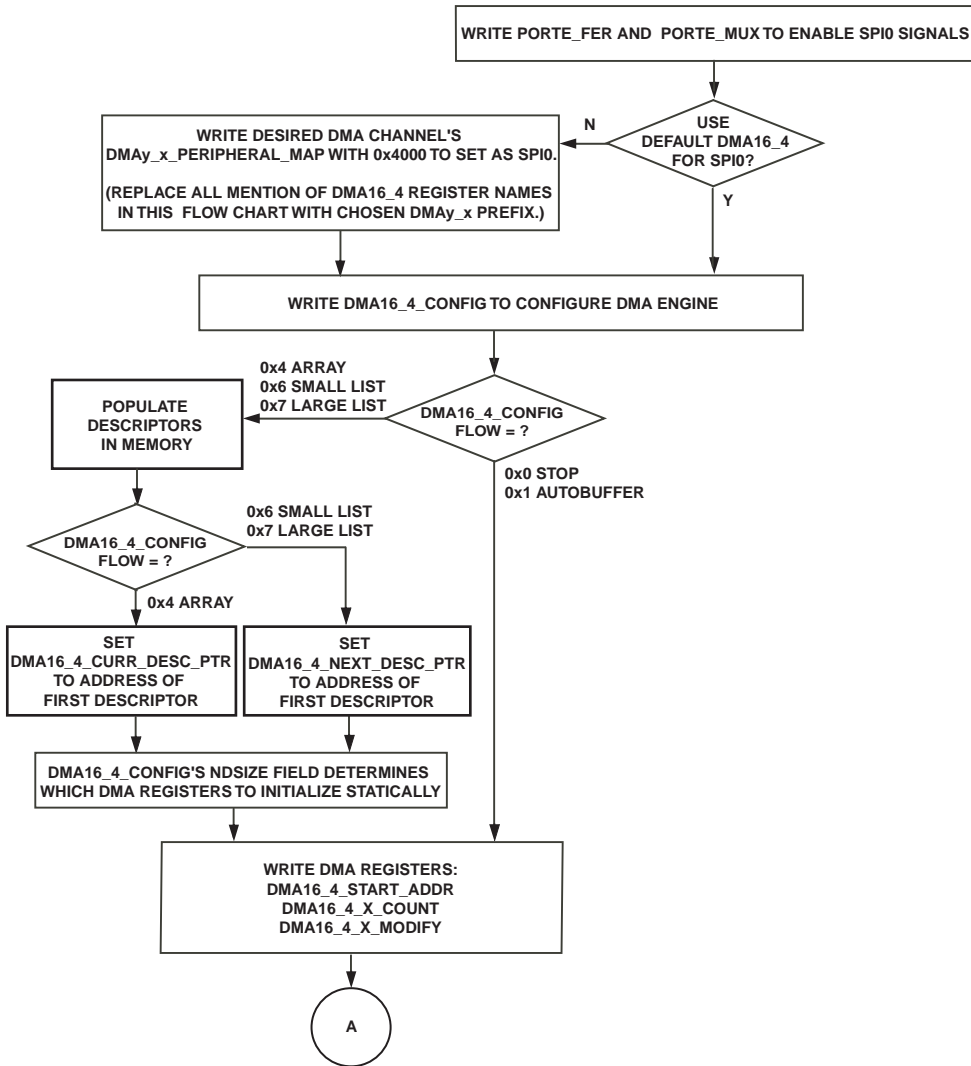 WRITE PORTE_FER AND PORTE_MUX TO ENABLE SPI0 SIGNALS
USE
DEFAULT DMA16_4
FOR SPI0?
N
Y
WRITE DESIRED DMA CHANNEL'S
DMAy_x_PERIPHERAL_MAP WITH 0x4000 TO SET AS SPI0.
(REPLACE ALL MENTION OF DMA16_4 REGISTER NAMES
IN THIS FLOW CHART WITH CHOSEN DMAy_x PREFIX.)
WRITE DMA16_4_CONFIG TO CONFIGURE DMA ENGINE
DMA16_4_CONFIG
FLOW = ?
0x4 ARRAY
0x6 SMALL LIST
0x7 LARGE LIST
0x0 STOP
0x1 AUTOBUFFER
POPULATE
DESCRIPTORS
IN MEMORY
DMA16_4_CONFIG
FLOW = ?
0x6 SMALL LIST
0x7 LARGE LIST
0x4 ARRAY
SET
DMA16_4_CURR_DESC_PTR
TO ADDRESS OF
FIRST DESCRIPTOR
SET
DMA16_4_NEXT_DESC_PTR
TO ADDRESS OF
FIRST DESCRIPTOR
DMA16_4_CONFIG'S NDSIZE FIELD DETERMINES
WHICH DMA REGISTERS TO INITIALIZE STATICALLY
WRITE DMA REGISTERS:
DMA16_4_START_ADDR
DMA16_4_X_COUNT
DMA16_4_X_MODIFY
A